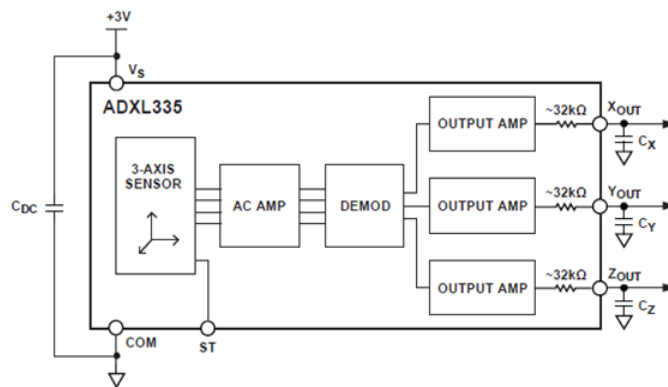 +3V
VS
ADXL335
3-AXIS
SENSOR
AC AMP
DEMOD
OUTPUT AMP
~32kΩ
XOUT
CX
OUTPUT AMP
~32kΩ
YOUT
CY
OUTPUT AMP
~32kΩ
ZOUT
CZ
CDC
COM
ST